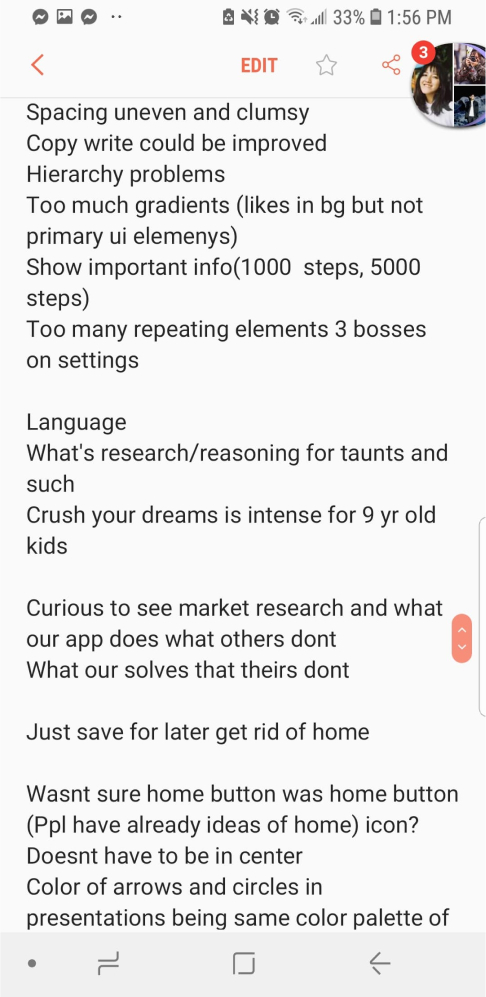 33% 1:56 PM
EDIT
3
Spacing uneven and clumsy
Copy write could be improved
Hierarchy problems
Too much gradients (likes in bg but not
primary ui elemenys)
Show important info(1000  steps, 5000
steps)
Too many repeating elements 3 bosses
on settings
Language
What's research/reasoning for taunts and
such
Crush your dreams is intense for 9 yr old
kids
Curious to see market research and what
our app does what others dont
What our solves that theirs dont
Just save for later get rid of home
Wasnt sure home button was home button
(Ppl have already ideas of home) icon?
Doesnt have to be in center
Color of arrows and circles in
presentations being same color palette of